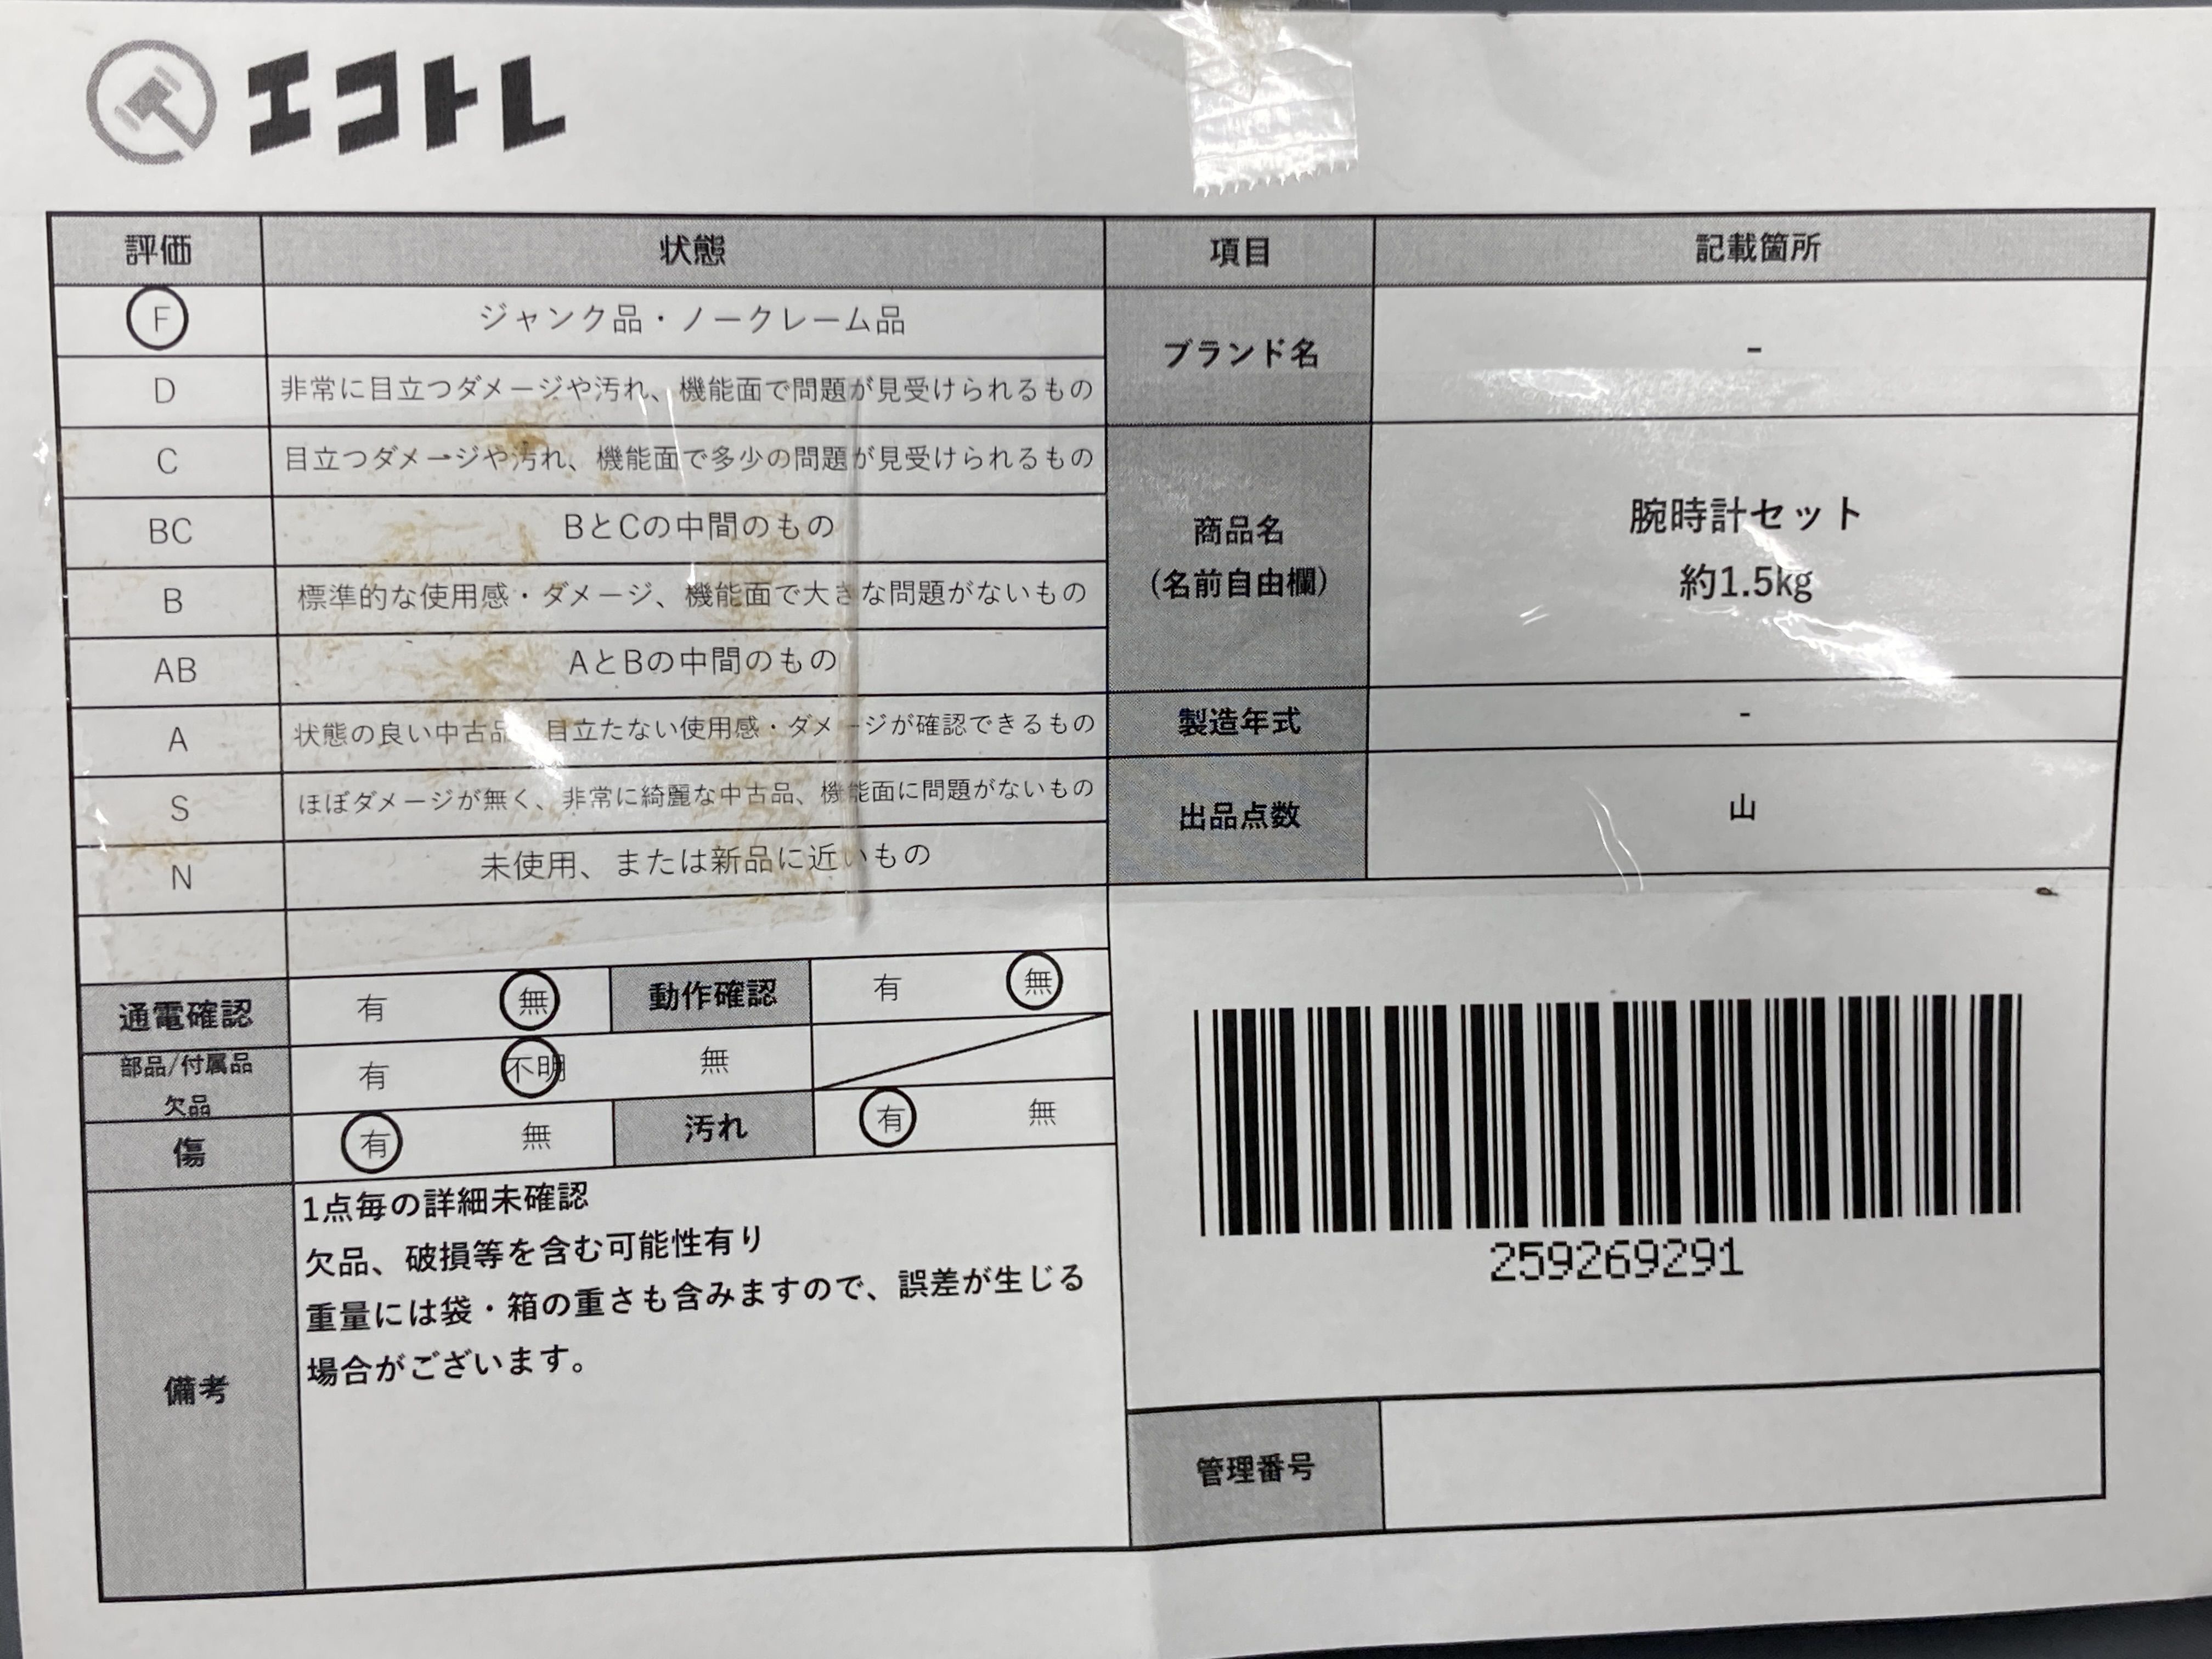 エコトレ
評価 状態 項目 記載箇所
F ジャンク品・ノークレーム品
D 非常に目立つダメージや汚れ、機能面で問題が見受けられるもの
C 目立つダメージや汚れ、機能面で多少の問題が見受けられるもの
BC BとCの中間のもの
B 標準的な使用感・ダメージ、機能面で大きな問題がないもの
AB AとBの中間のもの
A 状態の良い中古品 目立たない使用感・ダメージが確認できるもの
S ほぼダメージが無く、非常に綺麗な中古品、機能面に問題がないもの
N 未使用、または新品に近いもの
ブランド名 -
商品名
(名前自由欄)
腕時計セット
約1.5kg
製造年式 -
出品点数 山
通電確認 有 無 動作確認 有 無
部品/付属品
欠品
有 不明 無
傷 有 無 汚れ 有 無
備考
1点毎の詳細未確認
欠品、破損等を含む可能性有り
重量には袋・箱の重さも含みますので、誤差が生じる
場合がございます。
259269291
管理番号